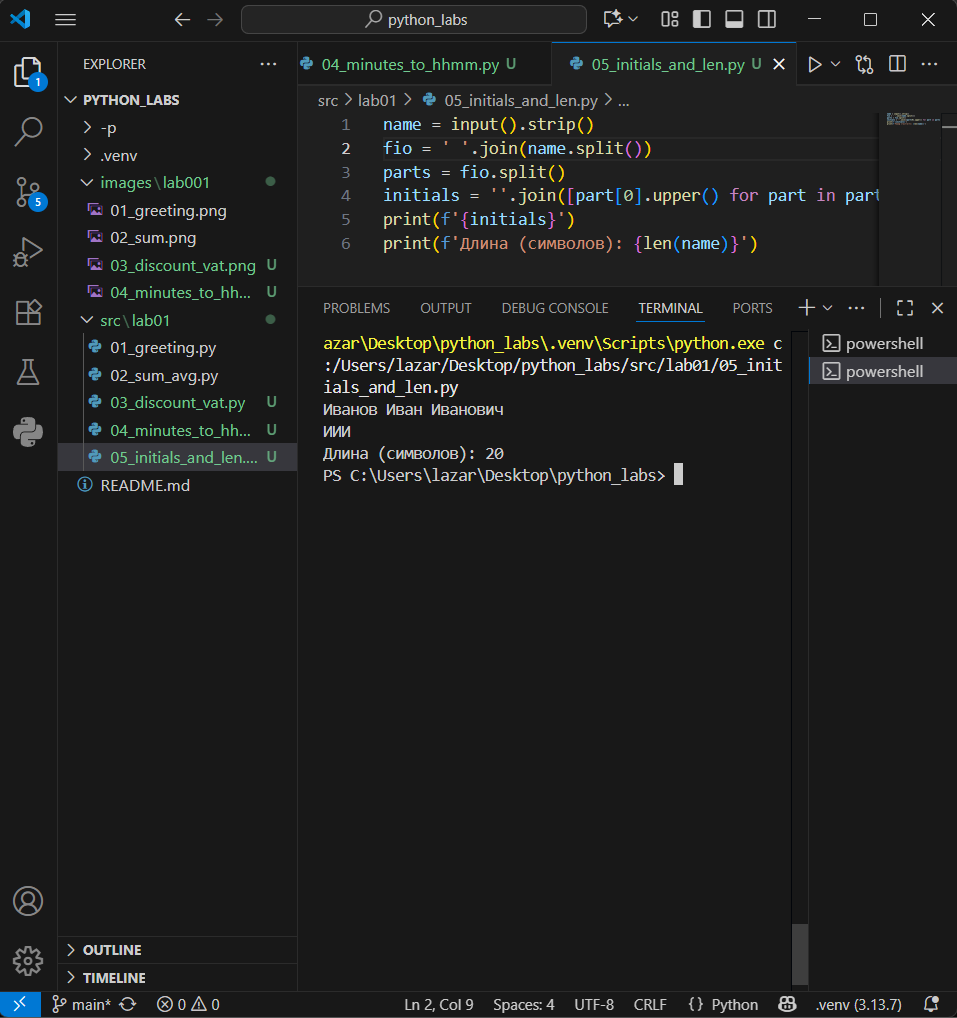 python_labs
EXPLORER
PYTHON_LABS
-p
.venv
images\lab001
01_greeting.png
02_sum.png
03_discount_vat.png U
04_minutes_to_hh... U
src\lab01
01_greeting.py
02_sum_avg.py
03_discount_vat.py U
04_minutes_to_hh... U
05_initials_and_len.... U
README.md
OUTLINE
TIMELINE
1
5
04_minutes_to_hhmm.py U
05_initials_and_len.py U
src > lab01 > 05_initials_and_len.py > ...
1 name = input().strip()
2 fio = ' '.join(name.split())
3 parts = fio.split()
4 initials = ''.join([part[0].upper() for part in part
5 print(f'{initials}')
6 print(f'Длина (символов): {len(name)}')
PROBLEMS OUTPUT DEBUG CONSOLE TERMINAL PORTS
azar\Desktop\python_labs\.venv\Scripts\python.exe c
:/Users/lazar/Desktop/python_labs/src/lab01/05_init
ials_and_len.py
Иванов Иван Иванович
ИИИ
Длина (символов): 20
PS C:\Users\lazar\Desktop\python_labs>
powershell
powershell
main* 0 0 Ln 2, Col 9 Spaces: 4 UTF-8 CRLF {} Python .venv (3.13.7)